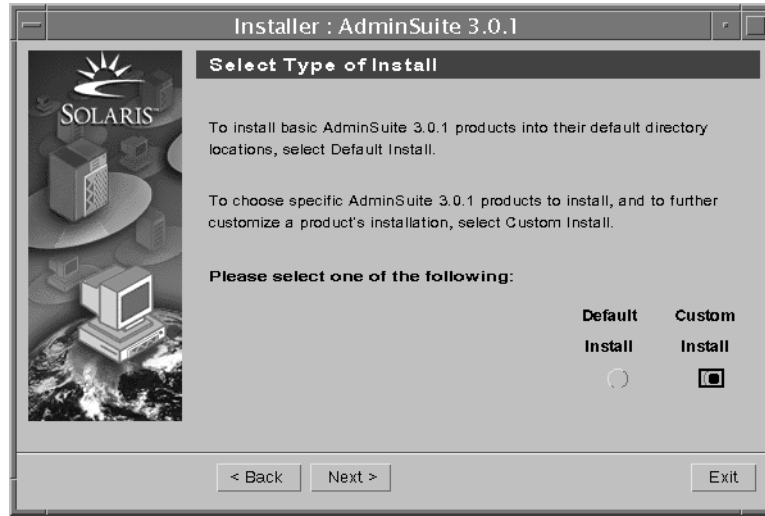 Installer : AdminSuite 3.0.1
SOLARIS™
Select Type of Install
To install basic AdminSuite 3.0.1 products into their default directory
locations, select Default Install.
To choose specific AdminSuite 3.0.1 products to install, and to further
customize a product's installation, select Custom Install.
Please select one of the following:
Default Custom
Install Install
< Back Next > Exit